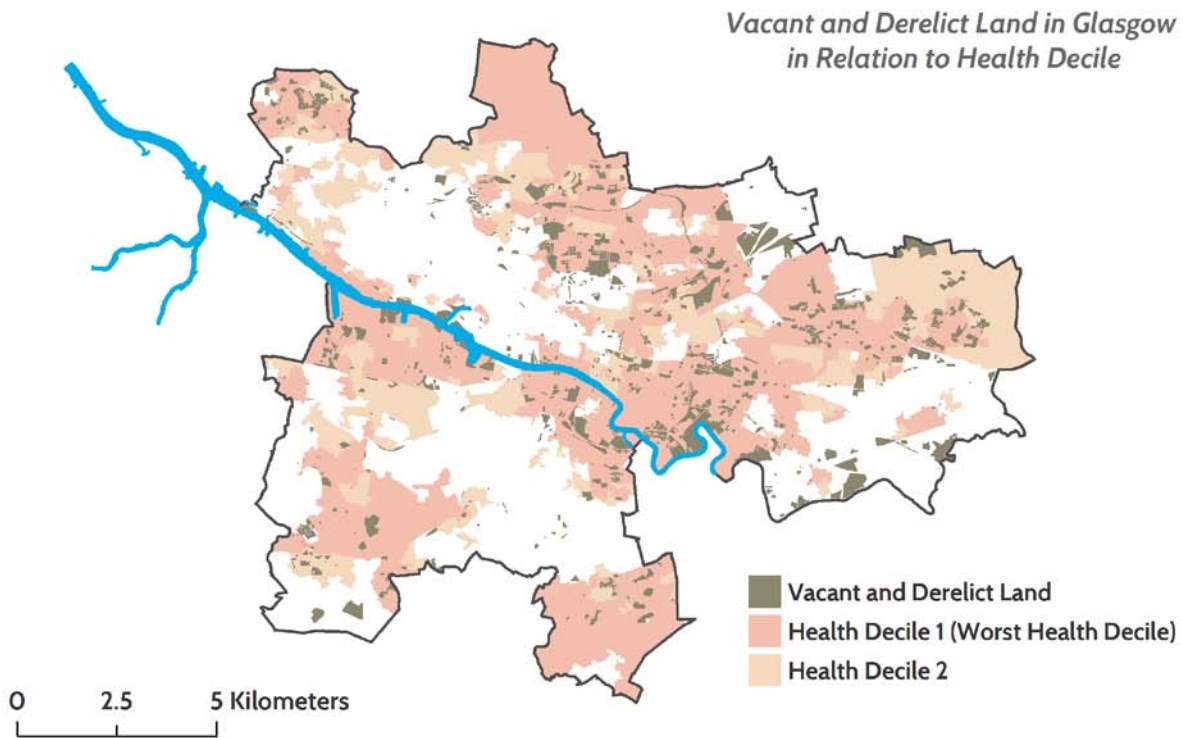 Vacant and Derelict Land in Glasgow
in Relation to Health Decile
Vacant and Derelict Land
Health Decile 1 (Worst Health Decile)
Health Decile 2
0 2.5 5 Kilometers